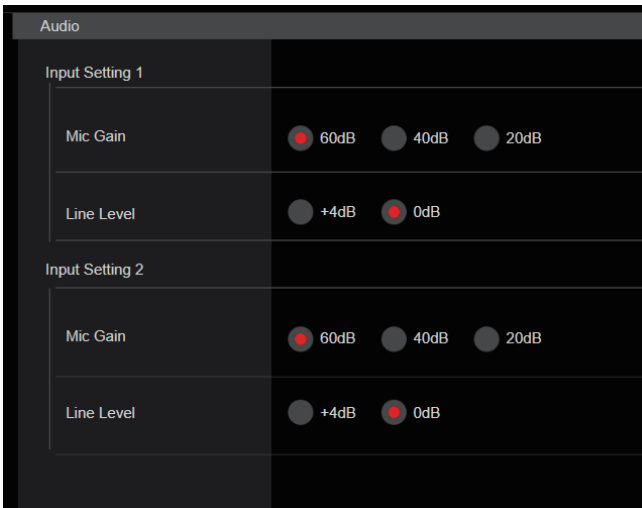 Audio
Input Setting 1
Mic Gain 60dB 40dB 20dB
Line Level +4dB 0dB
Input Setting 2
Mic Gain 60dB 40dB 20dB
Line Level +4dB 0dB